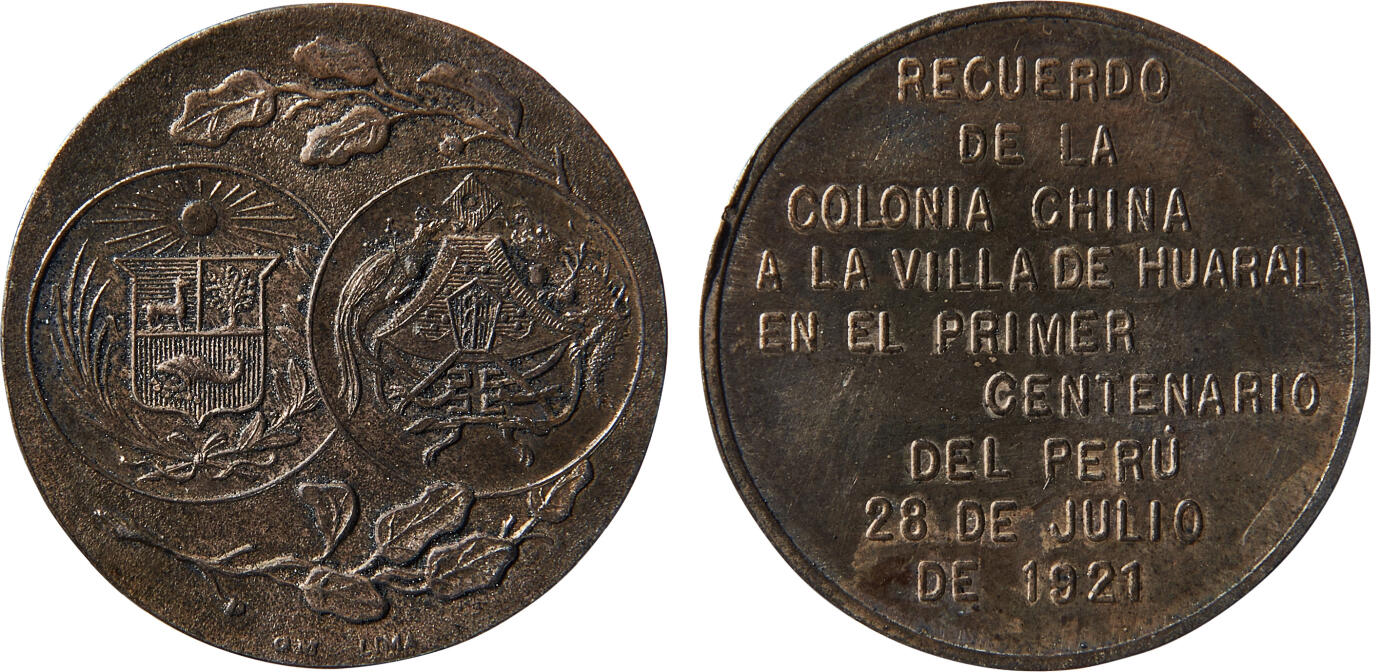 LIMA
RECUERDO
DE LA
COLONIA CHINA
A LA VILLA DE HUARAL
EN EL PRIMER
CENTENARIO
DEL PERÚ
28 DE JULIO
DE 1921